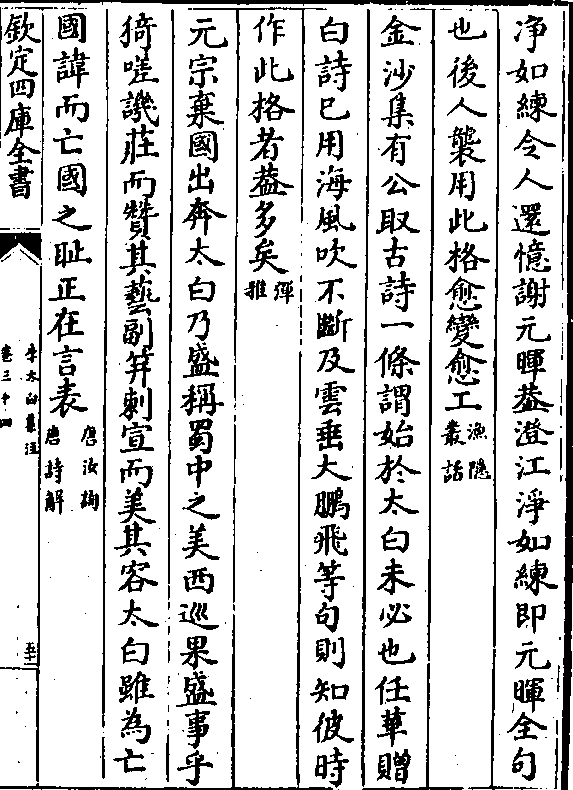 淨如練令人還憶謝元暉葢澄江淨如練即元暉全句
也後人襲用此格愈變愈工漁隱叢話
金沙集有公取古詩一條謂始於太白未必也任華贈
白詩已用海風吹不斷及雲垂大鵬飛等句則知彼時
作此格者葢多矣彈雅
元宗棄國出奔太白乃盛稱蜀中之美西巡果盛事乎
猗嗟譏莊而贊其藝副笄刺宣而美其容太白雖為亡
國諱而亡國之恥正在言表唐汝詢唐詩解
欽定四庫全書
李太白集注
卷三十四